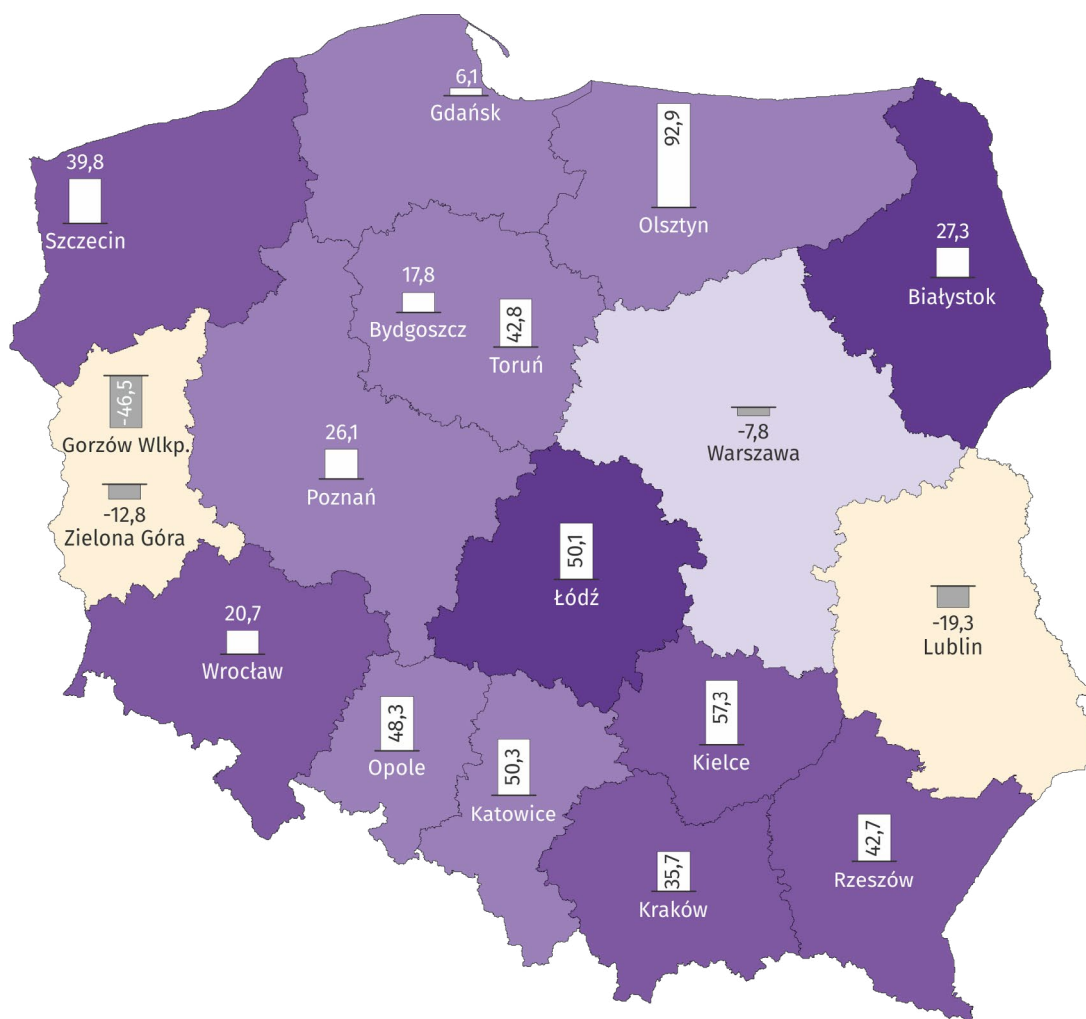 6,1
Gdańsk
92,9
Olsztyn
39,8
Szczecin
27,3
Białystok
17,8
Bydgoszcz
42,8
Toruń
-46,5
Gorzów Wlkp.
-12,8
Zielona Góra
26,1
Poznań
-7,8
Warszawa
50,1
Łódź
-19,3
Lublin
20,7
Wrocław
48,3
Opole
50,3
Katowice
57,3
Kielce
35,7
Kraków
42,7
Rzeszów